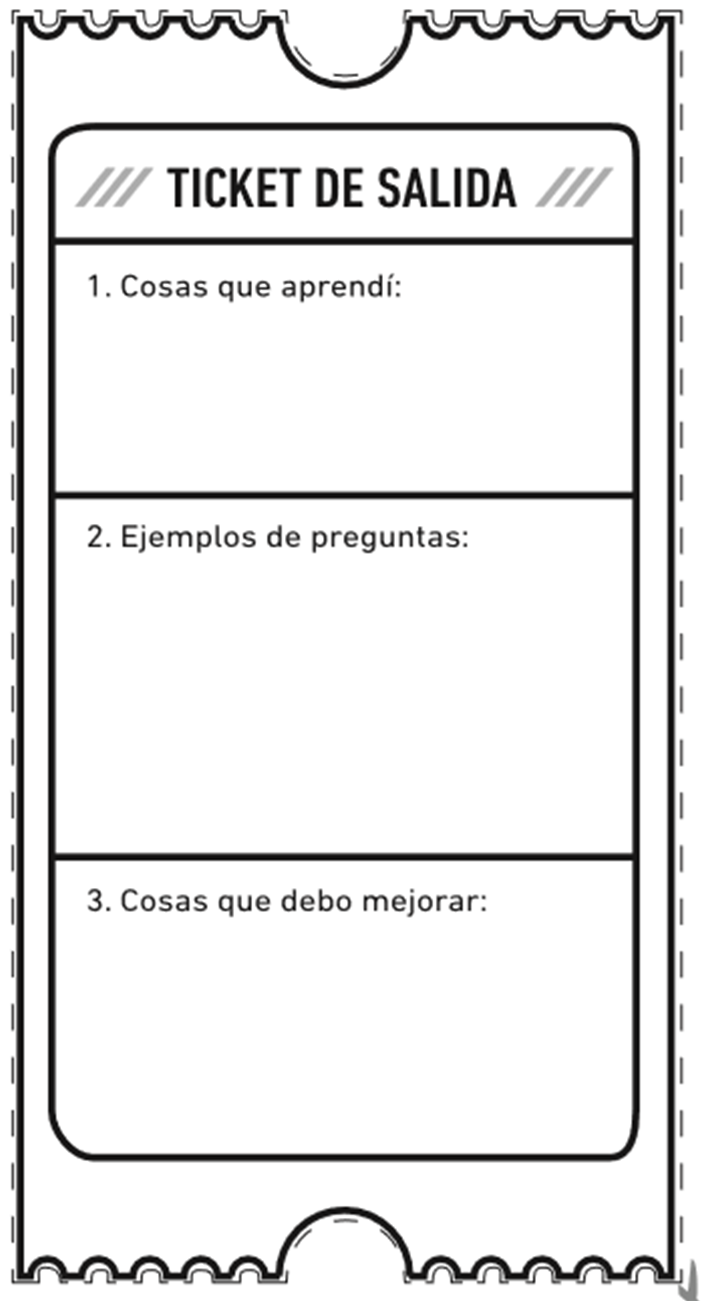 TICKET DE SALIDA
1. Cosas que aprendí:
2. Ejemplos de preguntas:
3. Cosas que debo mejorar: